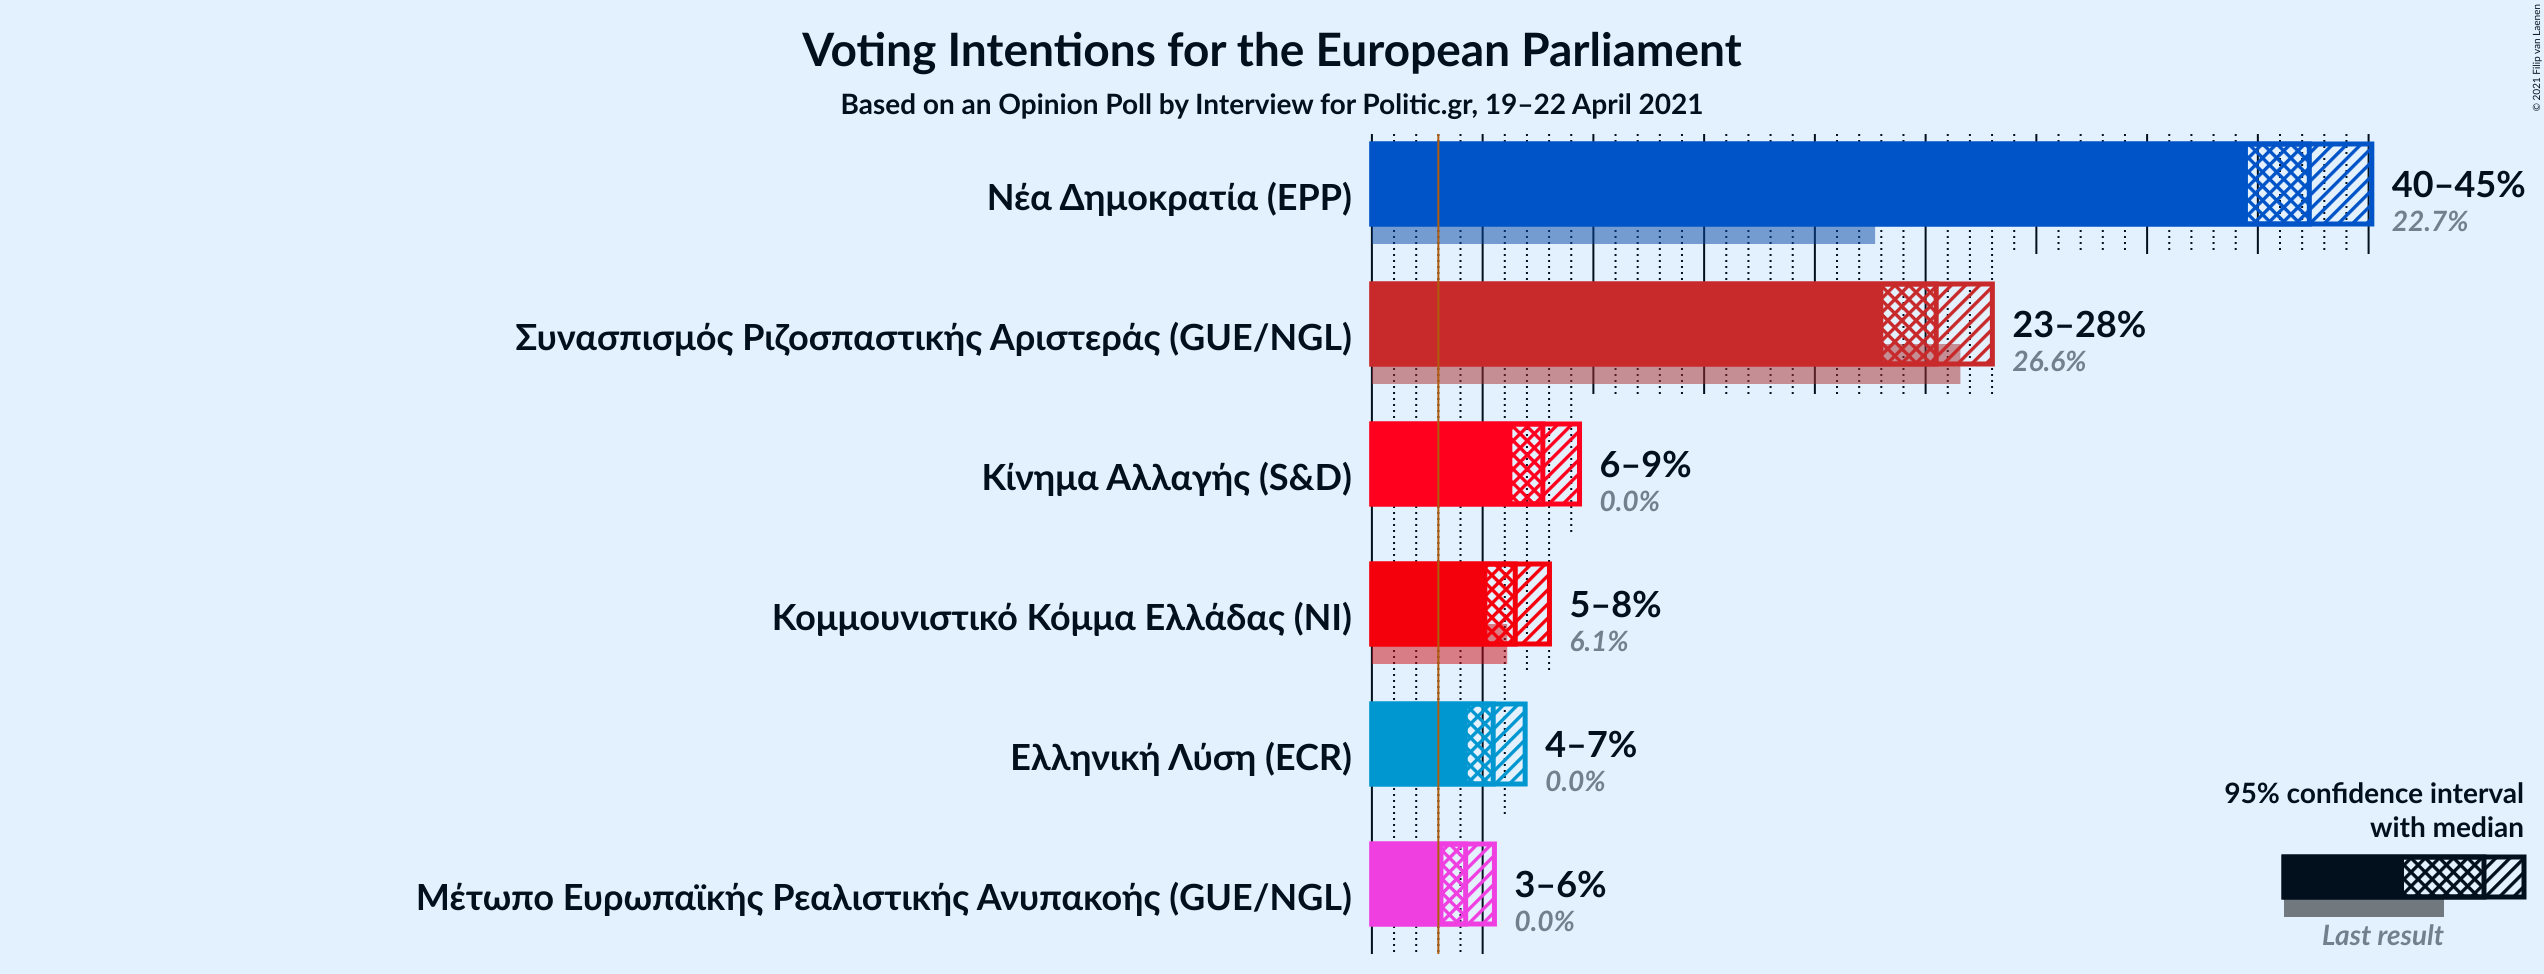 Voting Intentions for the European Parliament
Based on an Opinion Poll by Interview for Politic.gr, 19–22 April 2021
© 2021 Filip van Laenen
Νέα Δημοκρατία (EPP)
40–45%
22.7%
Συνασπισμός Ριζοσπαστικής Αριστεράς (GUE/NGL)
23–28%
26.6%
Κίνημα Αλλαγής (S&D)
6–9%
0.0%
Κομμουνιστικό Κόμμα Ελλάδας (NI)
5–8%
6.1%
Ελληνική Λύση (ECR)
4–7%
0.0%
Μέτωπο Ευρωπαϊκής Ρεαλιστικής Ανυπακοής (GUE/NGL)
3–6%
0.0%
95% confidence interval
with median
Last result